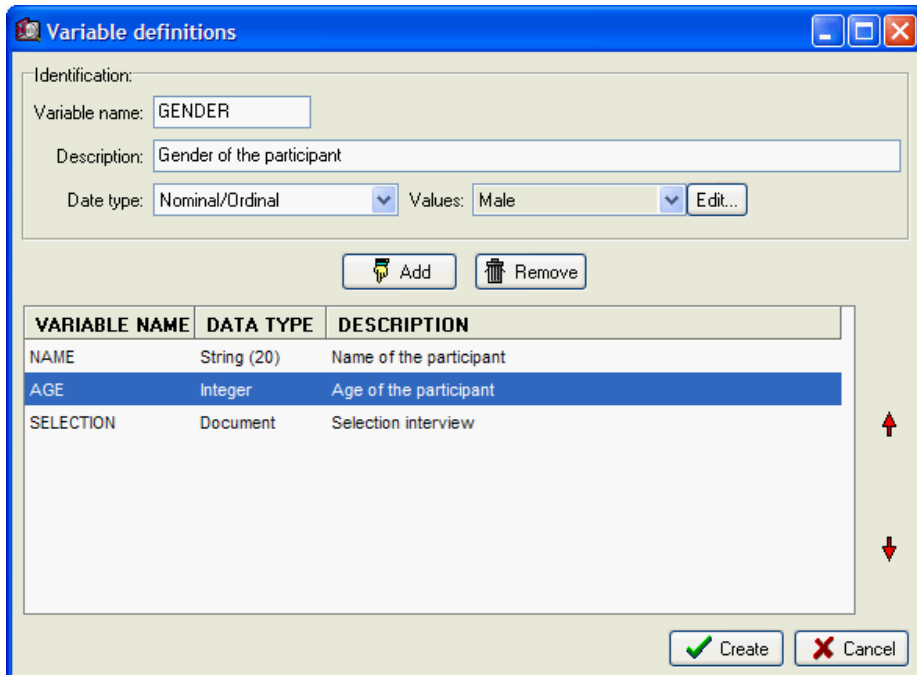 Variable definitions
Identification:
Variable name: GENDER
Description: Gender of the participant
Date type: Nominal/Ordinal Values: Male Edit...
Add Remove
VARIABLE NAME DATA TYPE DESCRIPTION
NAME String (20) Name of the participant
AGE Integer Age of the participant
SELECTION Document Selection interview
Create Cancel